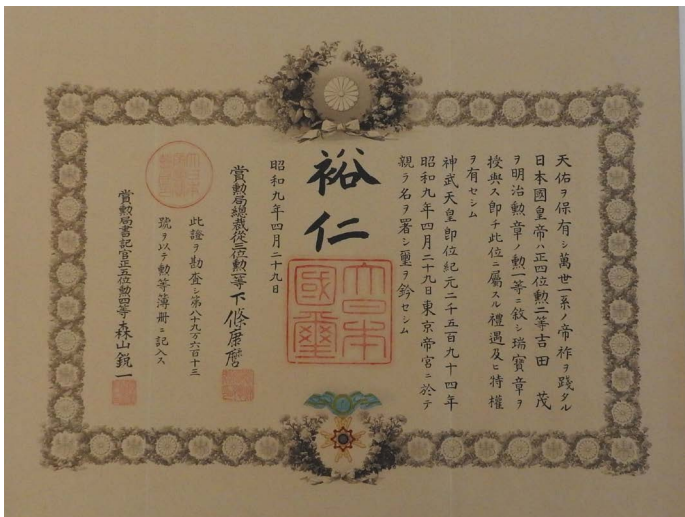 天佑ヲ保有シ萬世一系ノ帝祚ヲ踐タル
日本國皇帝ハ正四位勲二等吉田茂
ヲ明治勲章ノ勲一等ニ敍シ瑞寶章ヲ
授與ス即チ此位ニ屬スル禮遇及ヒ特權
ヲ有セシム
神武天皇即位紀元二千五百九十四年
昭和九年四月二十九日東京帝宮ニ於テ
親ラ名ヲ署シ璽ヲ鈐セシム
裕仁
大日本國璽
昭和九年四月二十九日
賞勲局總裁從三位勲一等下條康麿
此證ヲ勘査シ第八十九万六百十三
號ヲ以テ勲等簿冊ニ記入ス
賞勲局書記官正五位勲四等森山鋭一